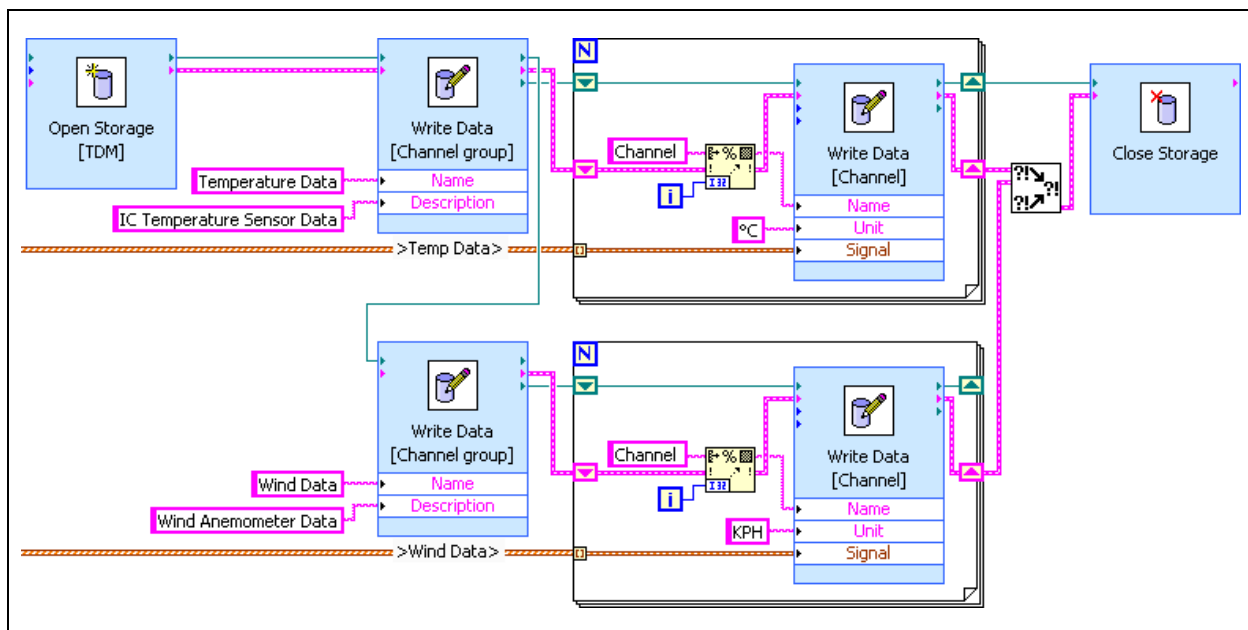 Open Storage
[TDM]
Write Data
[Channel group]
Name
Description
Temperature Data
IC Temperature Sensor Data
>Temp Data>
N
Channel
i
I32
°C
Write Data
[Channel]
Name
Unit
Signal
?!
?!
?!
Close Storage
Write Data
[Channel group]
Name
Description
Wind Data
Wind Anemometer Data
>Wind Data>
N
Channel
i
I32
KPH
Write Data
[Channel]
Name
Unit
Signal